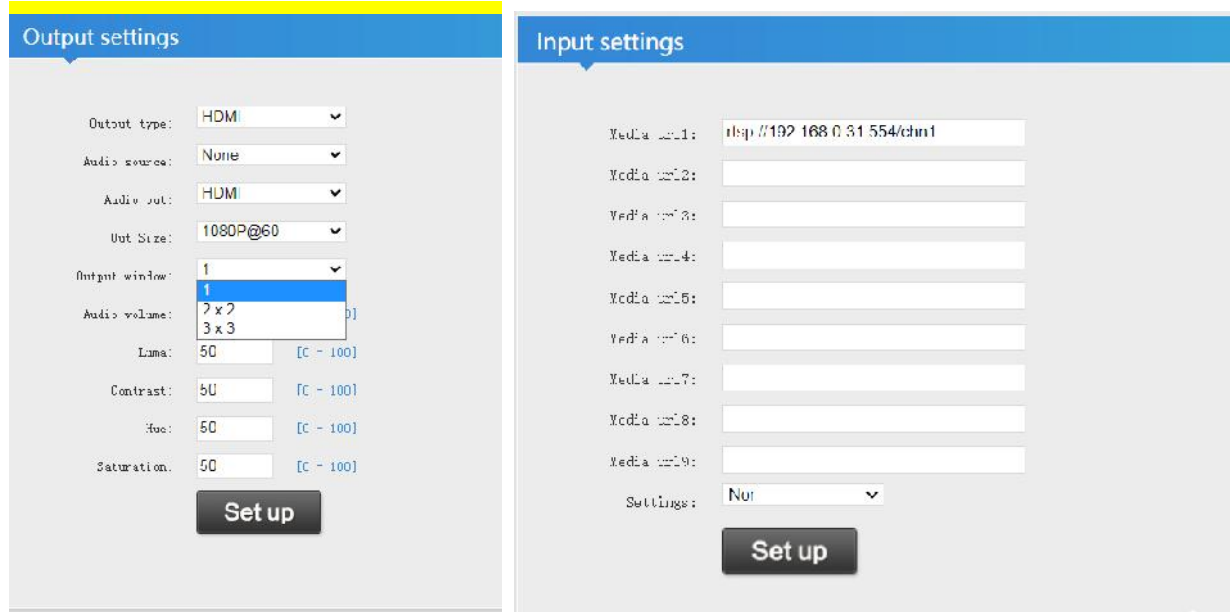 Output settings
Output type: HDMI
Audio source: None
Audio out: HDMI
Out Size: 1080P@60
Output window: 1
1
2 x 2
Audio volume: 0]
3 x 3
Luma: 50 [0 - 100]
Contrast: 50 [0 - 100]
Hue: 50 [0 - 100]
Saturation: 50 [0 - 100]
Set up
Input settings
Media url1: rtsp://192.168.0.31:554/chn1
Media url2:
Media url3:
Media url4:
Media url5:
Media url6:
Media url7:
Media url8:
Media url9:
Settings: Nor
Set up